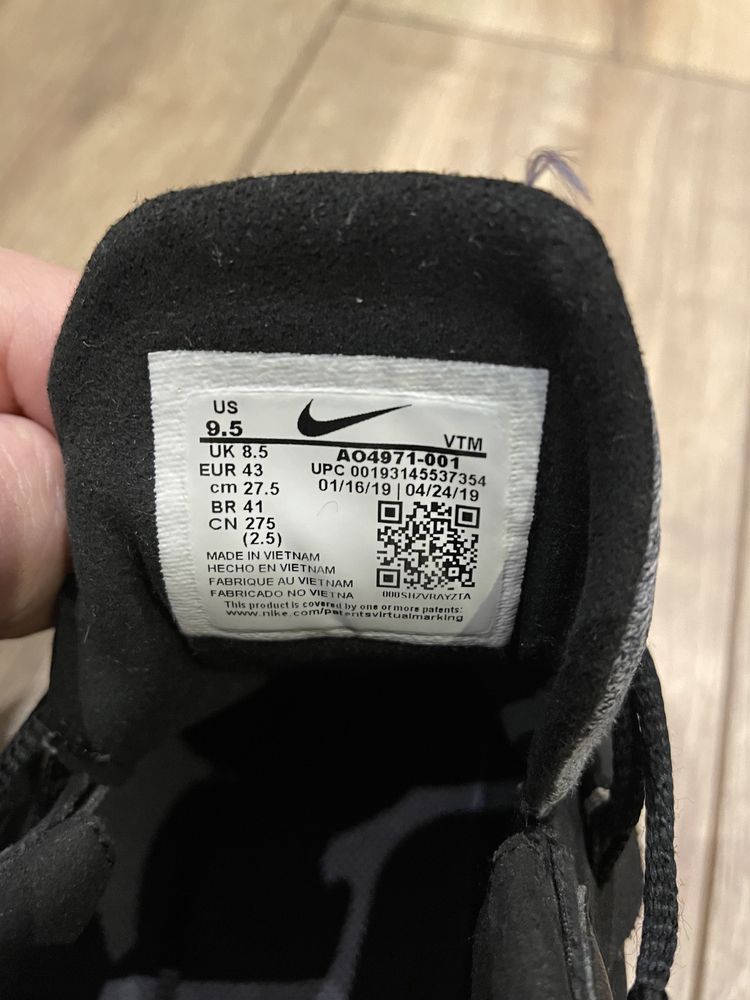 US
9.5
VTM
UK 8.5
AO4971-001
EUR 43
UPC 00193145537354
cm 27.5
01/16/19 | 04/24/19
BR 41
CN 275
(2.5)
MADE IN VIETNAM
HECHO EN VIETNAM
FABRIQUE AU VIETNAM
FABRICADO NO VIETNA
000SHZVRAYZTA
This product is covered by one or more patents:
www.nike.com/patentsvirtualmarking